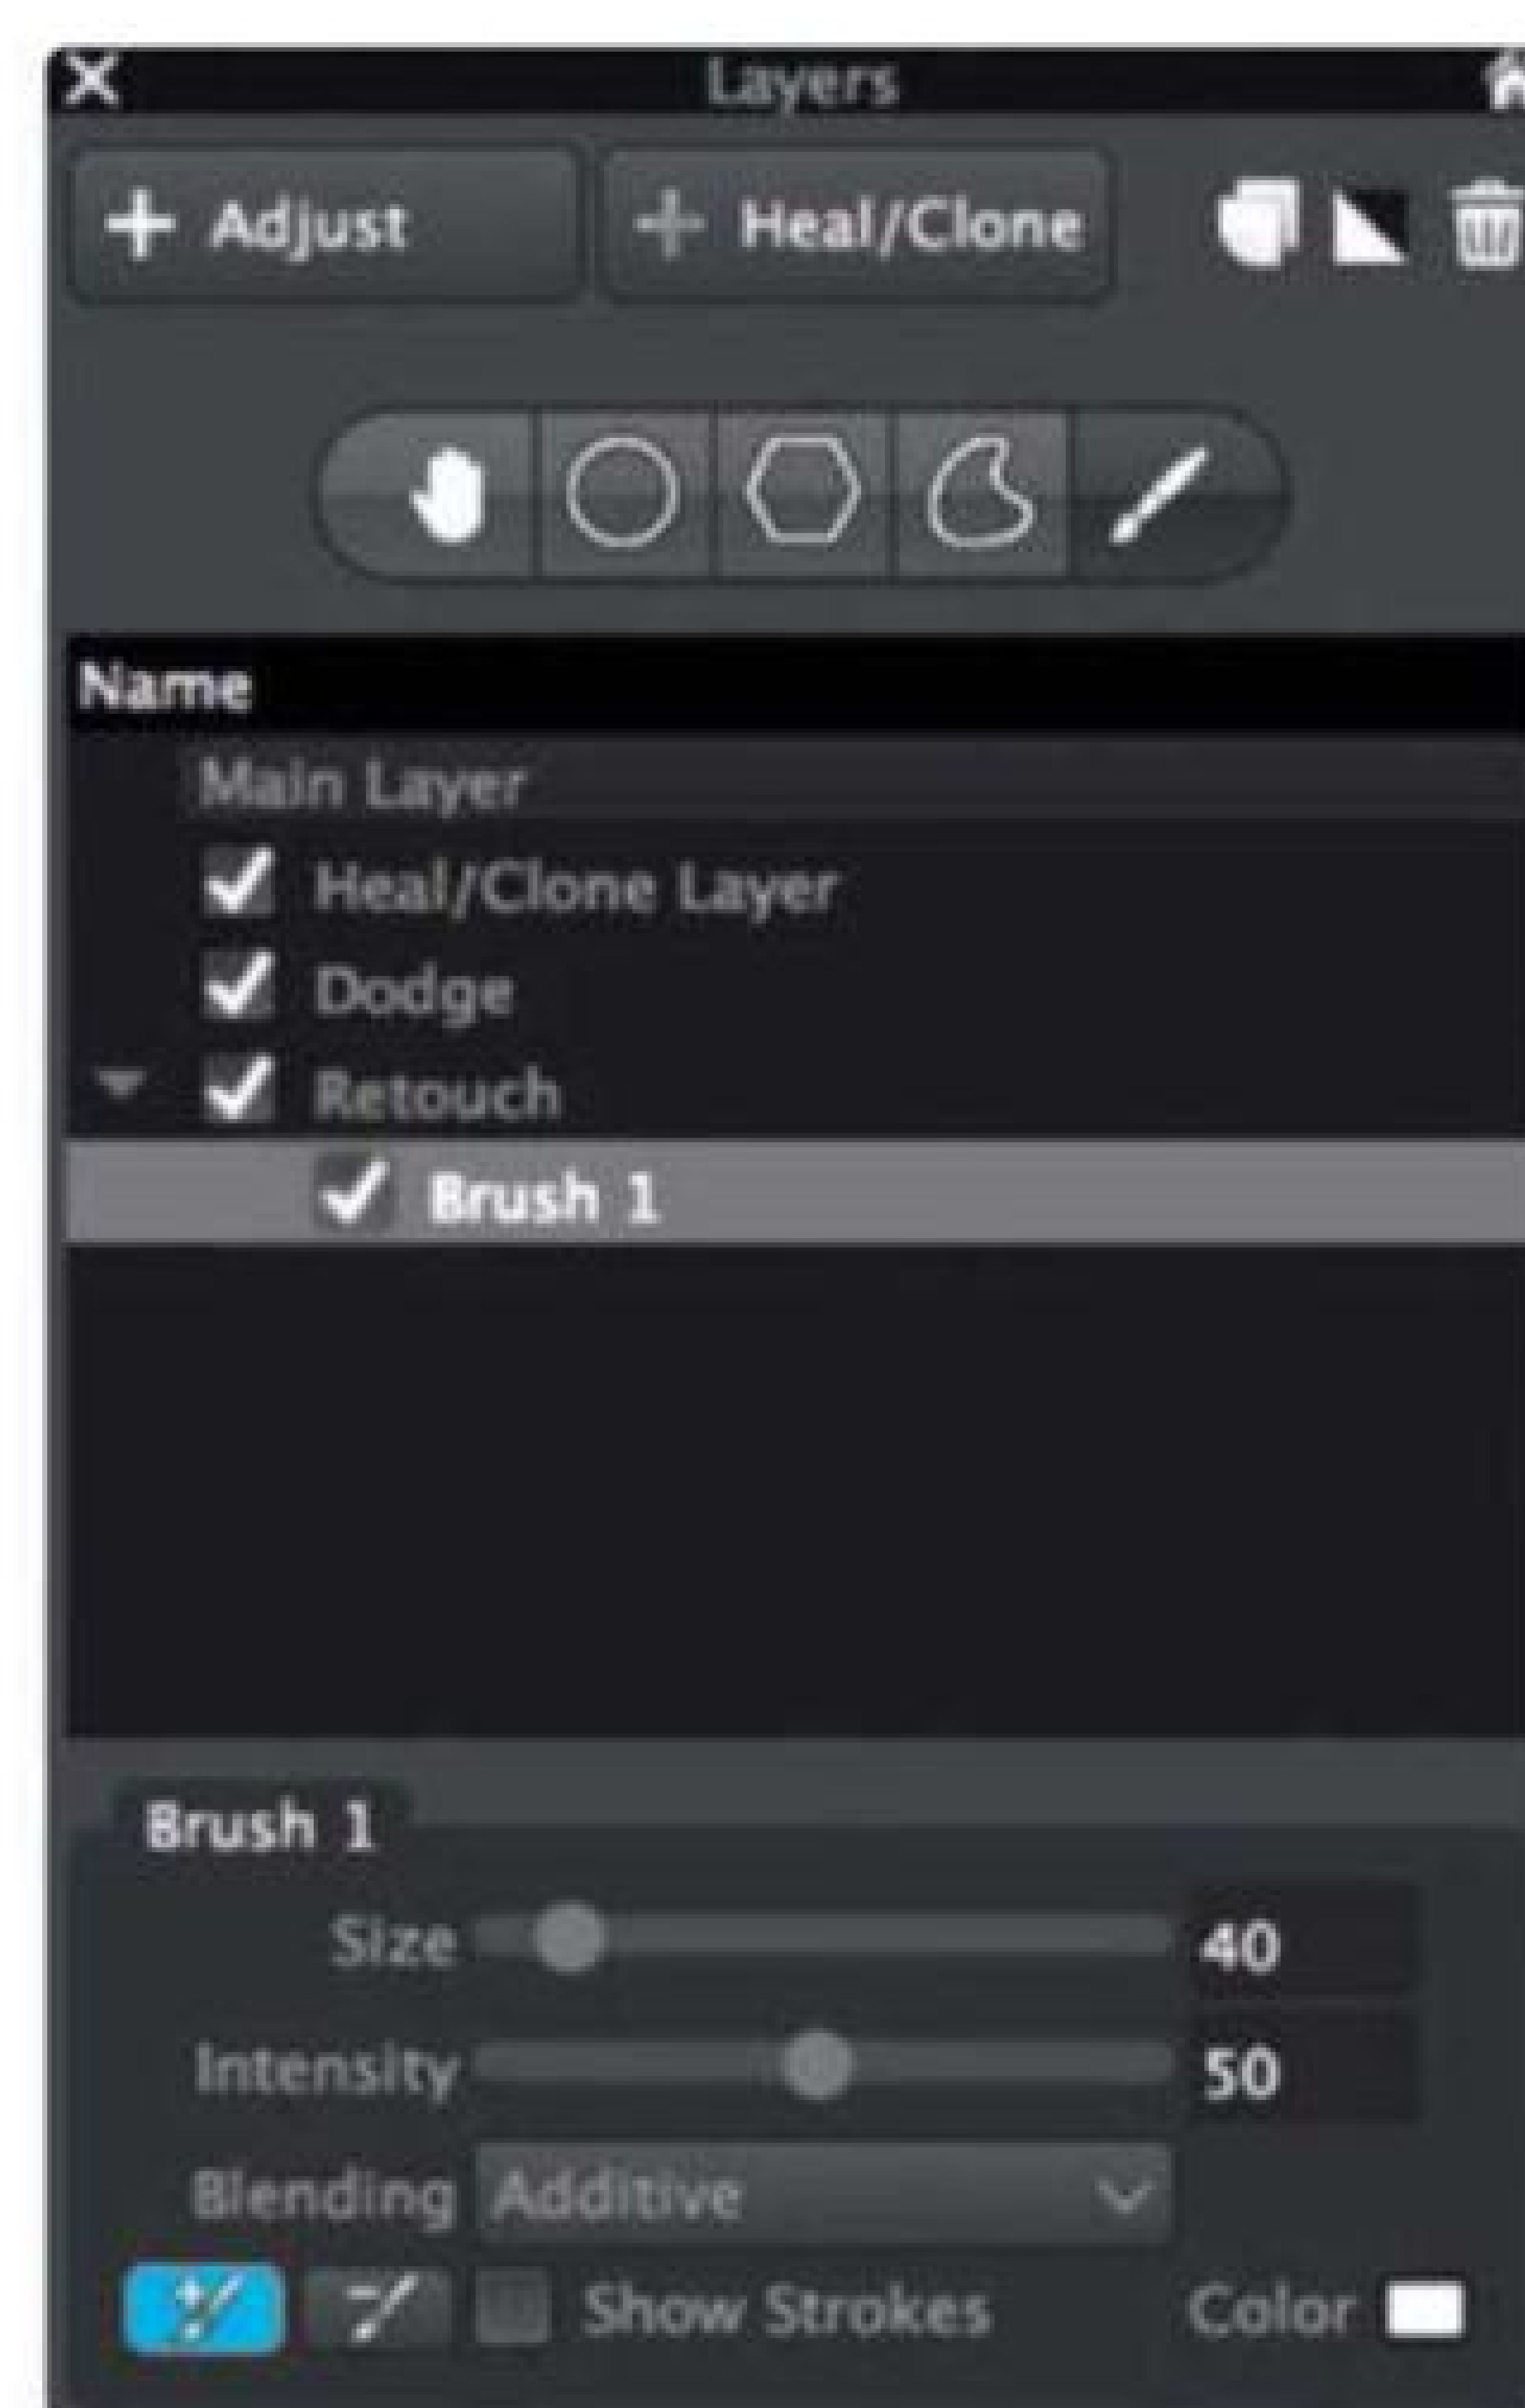 Layers
Adjust Heal/Clone
Name
Main Layer
Heal/Clone Layer
Dodge
Retouch
Brush 1
Brush 1
Size 40
Intensity 50
Blending Additive
Show Strokes Color